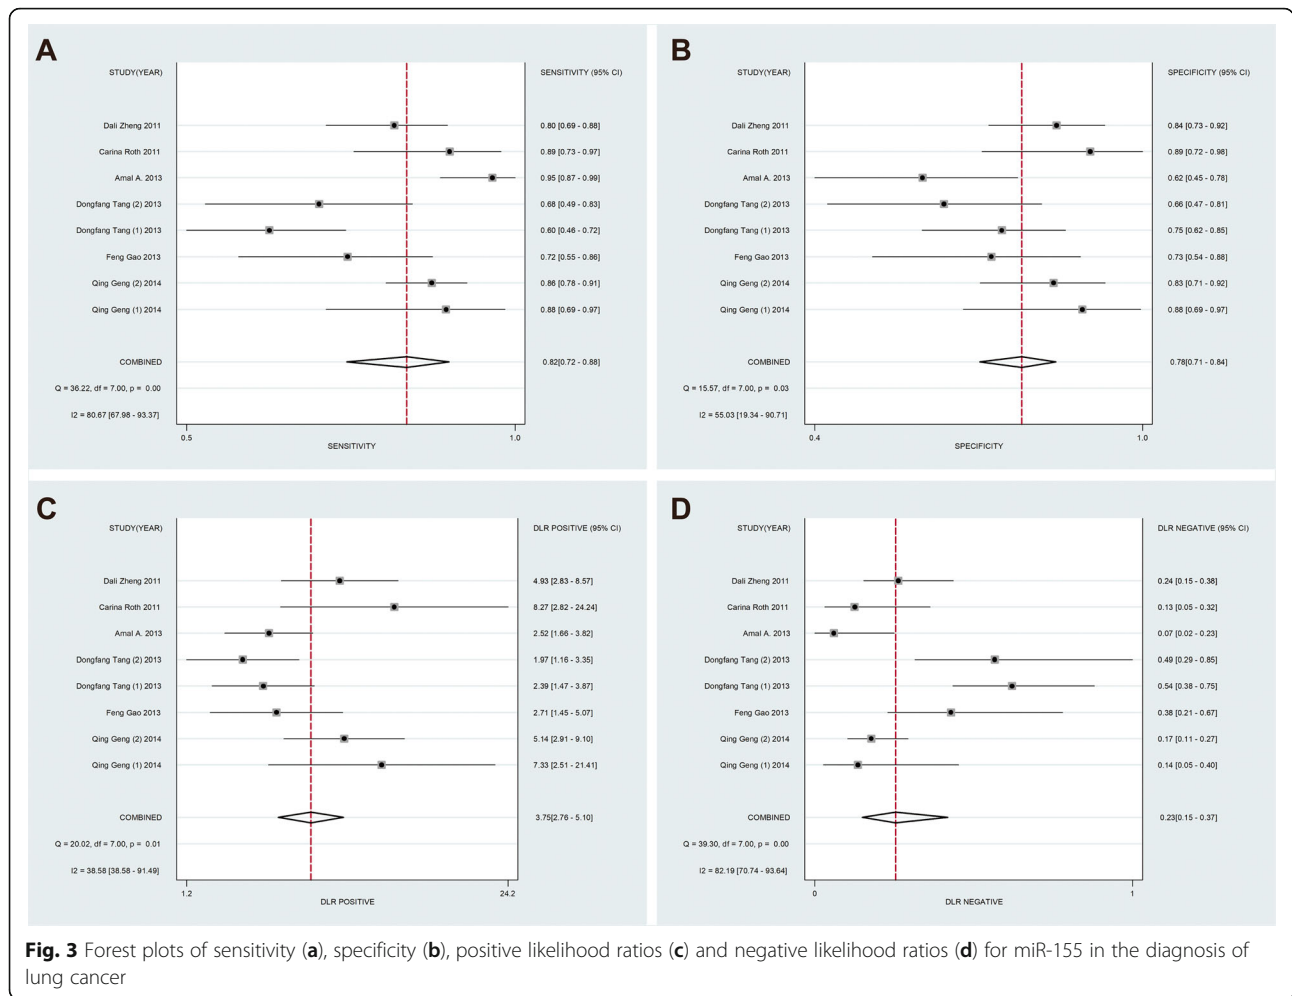 A
STUDY(YEAR) SENSITIVITY (95% CI)
Dali Zheng 2011 0.80 [0.69 - 0.88]
Carina Roth 2011 0.89 [0.73 - 0.97]
Amal A. 2013 0.95 [0.87 - 0.99]
Dongfang Tang (2) 2013 0.68 [0.49 - 0.83]
Dongfang Tang (1) 2013 0.60 [0.46 - 0.72]
Feng Gao 2013 0.72 [0.55 - 0.86]
Qing Geng (2) 2014 0.86 [0.78 - 0.91]
Qing Geng (1) 2014 0.88 [0.69 - 0.97]
COMBINED 0.82[0.72 - 0.88]
Q = 36.22, df = 7.00, p = 0.00
I2 = 80.67 [67.98 - 93.37]
0.5 1.0
SENSITIVITY
B
STUDY(YEAR) SPECIFICITY (95% CI)
Dali Zheng 2011 0.84 [0.73 - 0.92]
Carina Roth 2011 0.89 [0.72 - 0.98]
Amal A. 2013 0.62 [0.45 - 0.78]
Dongfang Tang (2) 2013 0.66 [0.47 - 0.81]
Dongfang Tang (1) 2013 0.75 [0.62 - 0.85]
Feng Gao 2013 0.73 [0.54 - 0.88]
Qing Geng (2) 2014 0.83 [0.71 - 0.92]
Qing Geng (1) 2014 0.88 [0.69 - 0.97]
COMBINED 0.78[0.71 - 0.84]
Q = 15.57, df = 7.00, p = 0.03
I2 = 55.03 [19.34 - 90.71]
0.4 1.0
SPECIFICITY
C
STUDY(YEAR) DLR POSITIVE (95% CI)
Dali Zheng 2011 4.93 [2.83 - 8.57]
Carina Roth 2011 8.27 [2.82 - 24.24]
Amal A. 2013 2.52 [1.66 - 3.82]
Dongfang Tang (2) 2013 1.97 [1.16 - 3.35]
Dongfang Tang (1) 2013 2.39 [1.47 - 3.87]
Feng Gao 2013 2.71 [1.45 - 5.07]
Qing Geng (2) 2014 5.14 [2.91 - 9.10]
Qing Geng (1) 2014 7.33 [2.51 - 21.41]
COMBINED 3.75[2.76 - 5.10]
Q = 20.02, df = 7.00, p = 0.01
I2 = 38.58 [38.58 - 91.49]
1.2 24.2
DLR POSITIVE
D
STUDY(YEAR) DLR NEGATIVE (95% CI)
Dali Zheng 2011 0.24 [0.15 - 0.38]
Carina Roth 2011 0.13 [0.05 - 0.32]
Amal A. 2013 0.07 [0.02 - 0.23]
Dongfang Tang (2) 2013 0.49 [0.29 - 0.85]
Dongfang Tang (1) 2013 0.54 [0.38 - 0.75]
Feng Gao 2013 0.38 [0.21 - 0.67]
Qing Geng (2) 2014 0.17 [0.11 - 0.27]
Qing Geng (1) 2014 0.14 [0.05 - 0.40]
COMBINED 0.23[0.15 - 0.37]
Q = 39.30, df = 7.00, p = 0.00
I2 = 82.19 [70.74 - 93.64]
0 1
DLR NEGATIVE
Fig. 3 Forest plots of sensitivity (a), specificity (b), positive likelihood ratios (c) and negative likelihood ratios (d) for miR-155 in the diagnosis of
lung cancer